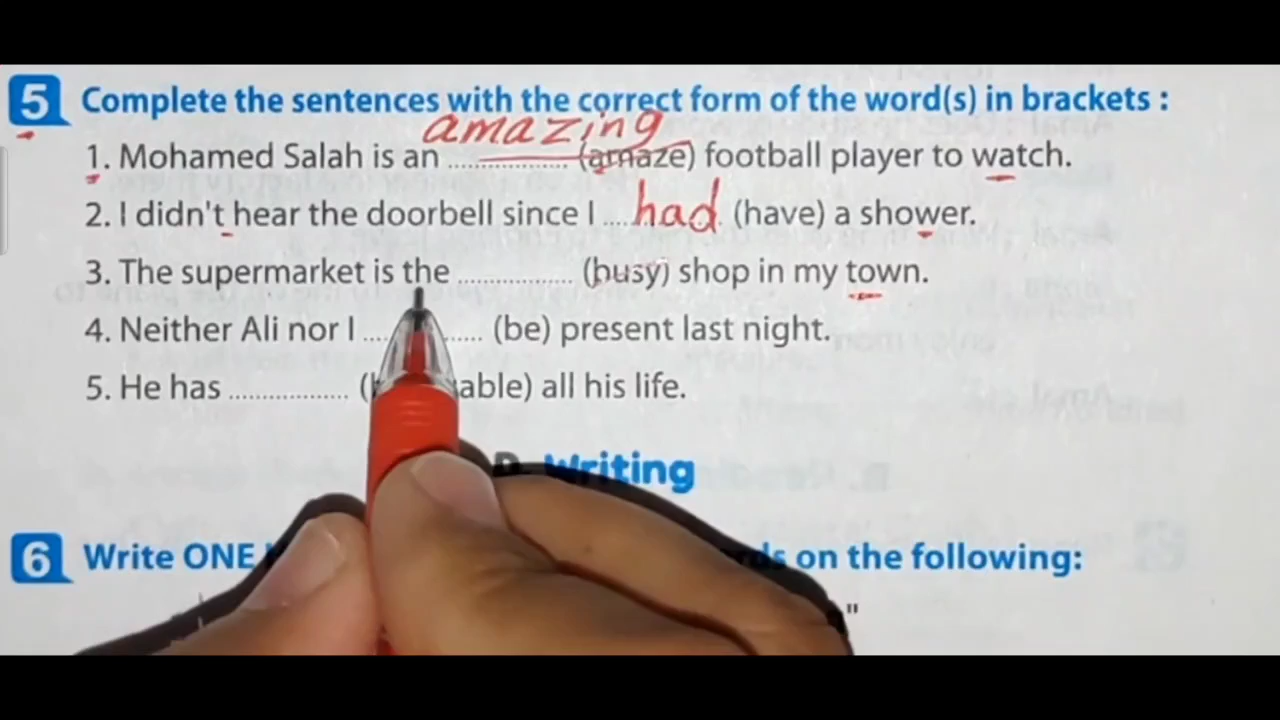 5 Complete the sentences with the correct form of the word(s) in brackets :
amazing
1. Mohamed Salah is an .................. (amaze) football player to watch.
2. I didn't hear the doorbell since I .... had (have) a shower.
3. The supermarket is the .................. (busy) shop in my town.
4. Neither Ali nor I .................. (be) present last night.
5. He has .................. all his life.
Writing
6 Write ONE on the following:
"